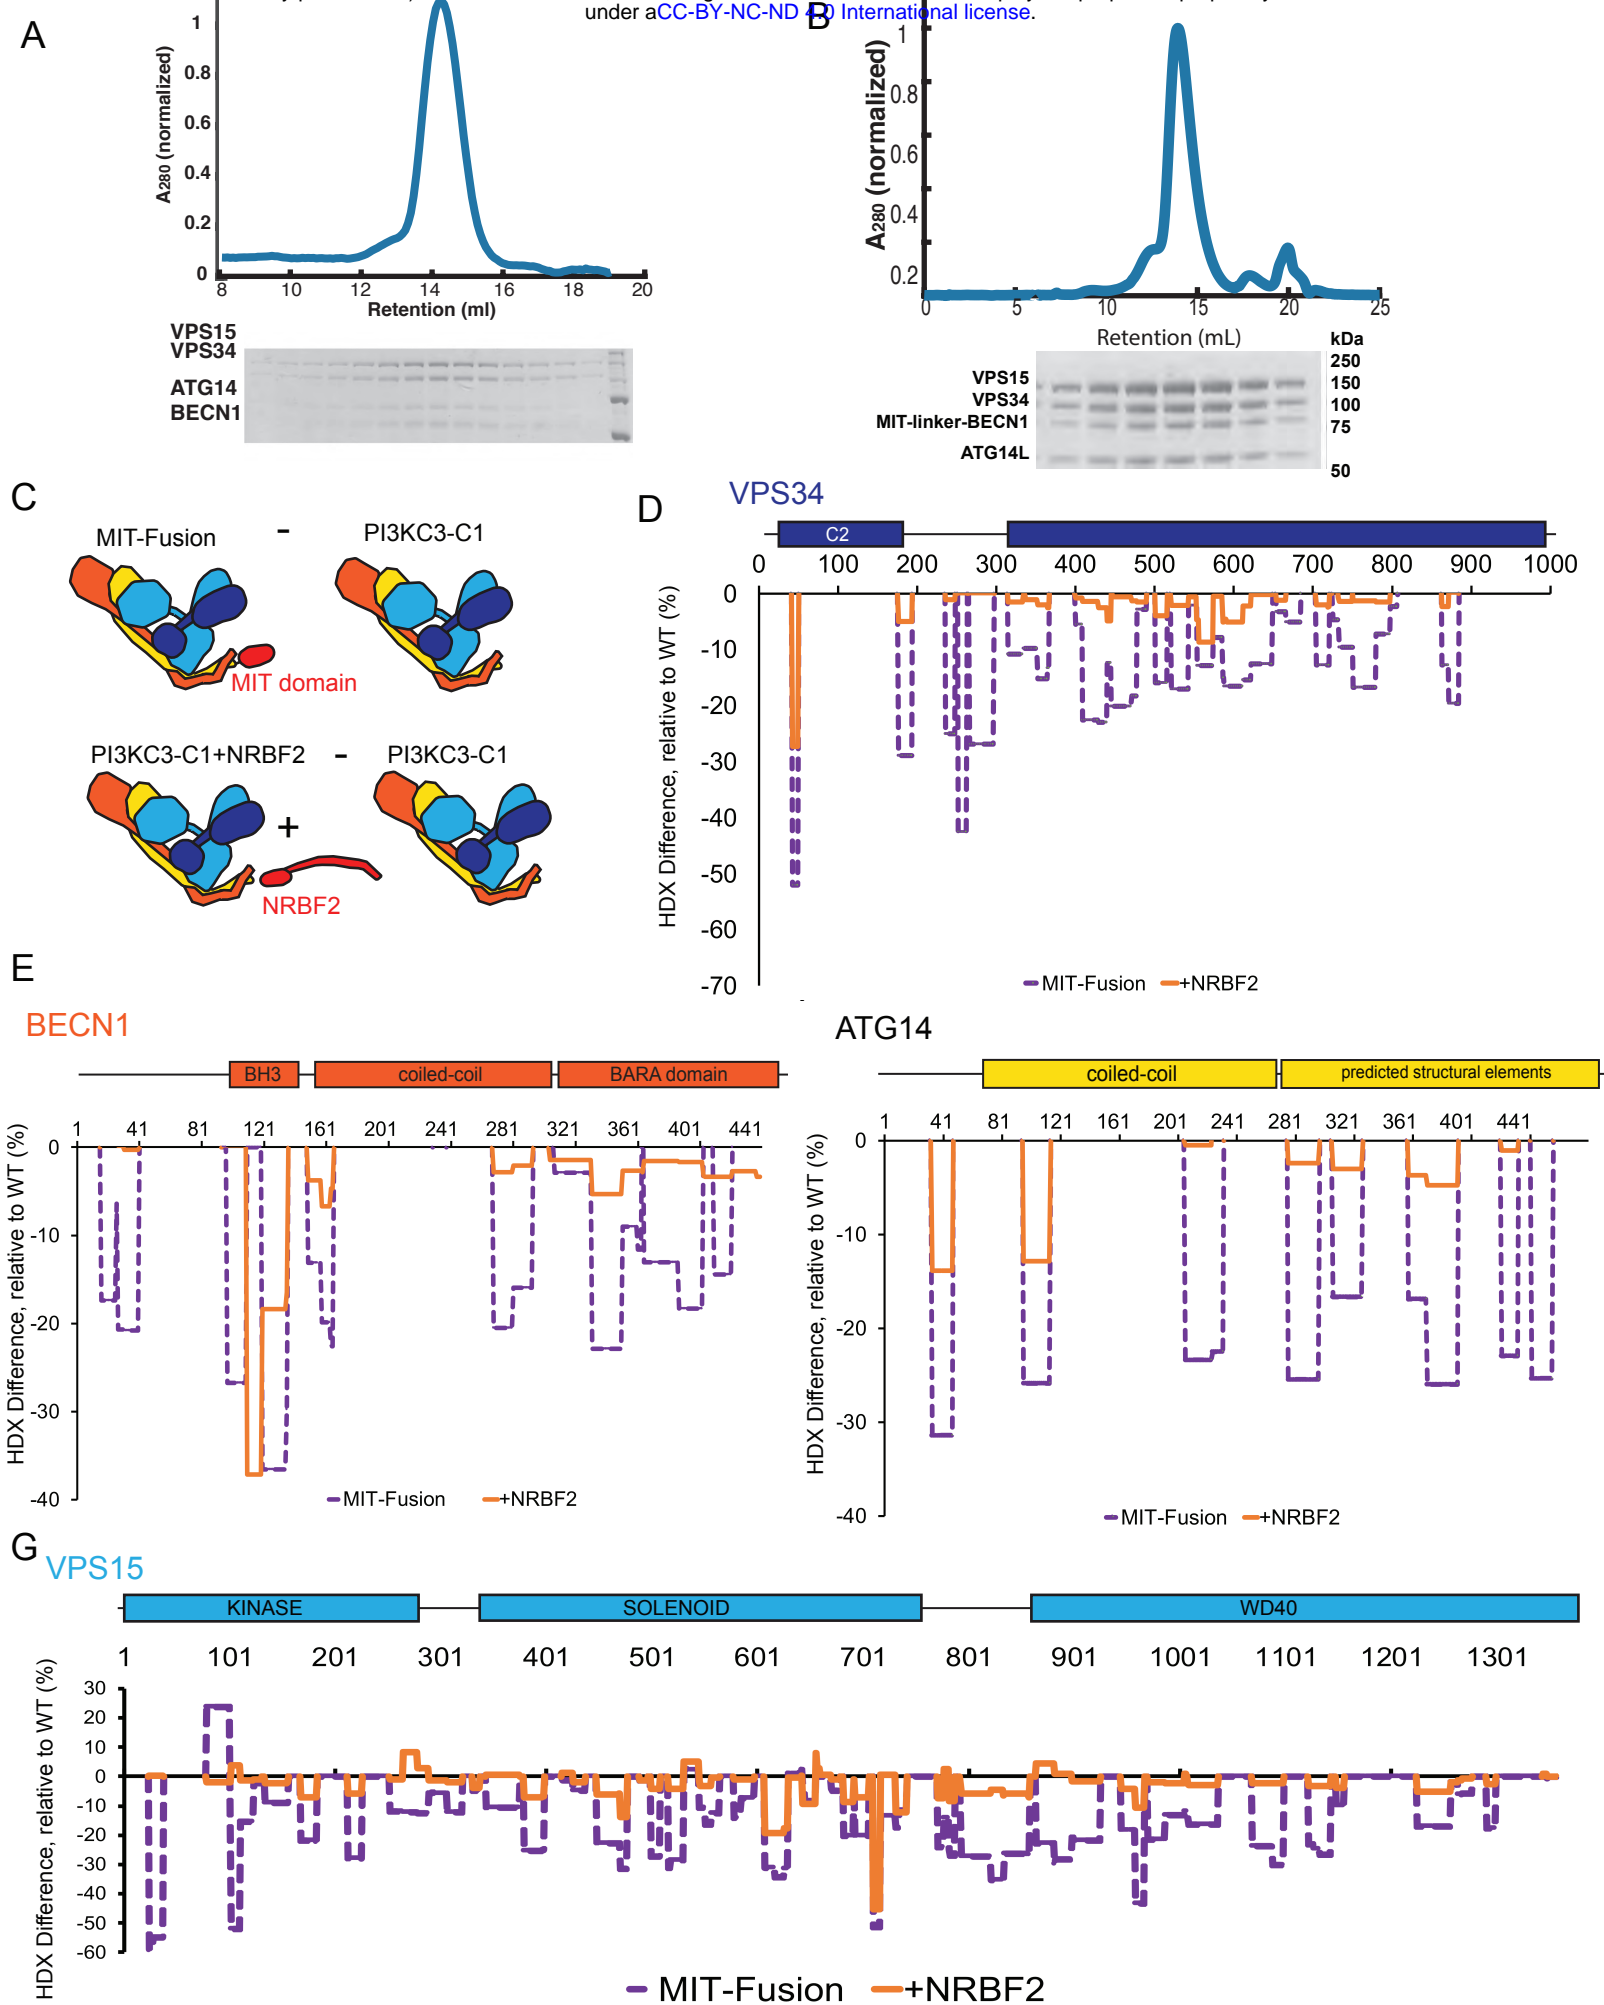 under aCC-BY-NC-ND 4.0 International license.
A
A280 (normalized)
1
0.8
0.6
0.4
0.2
0
8 10 12 14 16 18 20
Retention (ml)
VPS15
VPS34
ATG14
BECN1
B
A280 (normalized)
1
0.8
0.6
0.4
0.2
0 5 10 15 20 25
Retention (mL)
kDa
250
150
100
75
50
VPS15
VPS34
MIT-linker-BECN1
ATG14L
C
MIT-Fusion - PI3KC3-C1
MIT domain
PI3KC3-C1+NRBF2 - PI3KC3-C1
+
NRBF2
D
VPS34
C2
0 100 200 300 400 500 600 700 800 900 1000
HDX Difference, relative to WT (%)
0
-10
-20
-30
-40
-50
-60
-70
MIT-Fusion +NRBF2
E
BECN1
BH3 coiled-coil BARA domain
1 41 81 121 161 201 241 281 321 361 401 441
HDX Difference, relative to WT (%)
0
-10
-20
-30
-40
MIT-Fusion +NRBF2
ATG14
coiled-coil predicted structural elements
1 41 81 121 161 201 241 281 321 361 401 441
HDX Difference, relative to WT (%)
0
-10
-20
-30
-40
MIT-Fusion +NRBF2
G
VPS15
KINASE SOLENOID WD40
1 101 201 301 401 501 601 701 801 901 1001 1101 1201 1301
HDX Difference, relative to WT (%)
30
20
10
0
-10
-20
-30
-40
-50
-60
MIT-Fusion +NRBF2